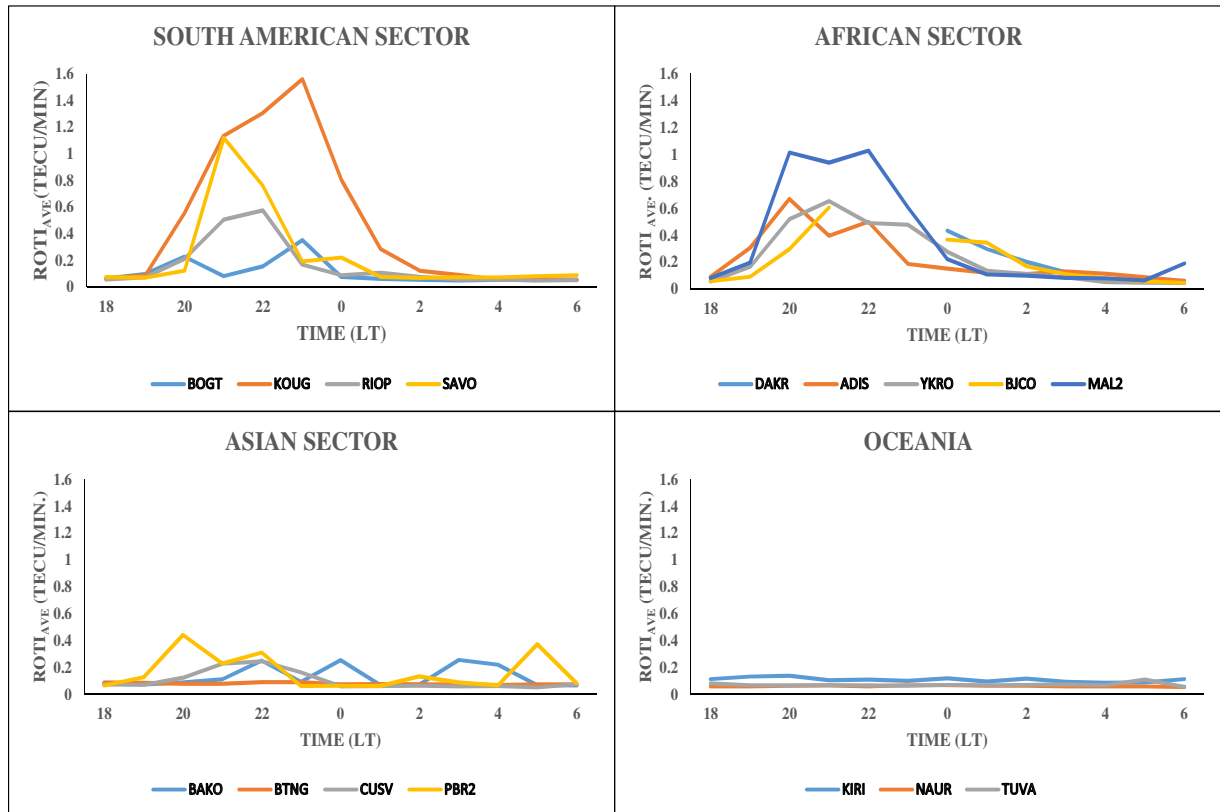 SOUTH AMERICAN SECTOR
ROTI_AVE (TECU/MIN)
1.6
1.4
1.2
1
0.8
0.6
0.4
0.2
0
18 20 22 0 2 4 6
TIME (LT)
BOGT KOUG RIOP SAVO
AFRICAN SECTOR
ROTI_AVE. (TECU/MIN)
1.6
1.4
1.2
1
0.8
0.6
0.4
0.2
0
18 20 22 0 2 4 6
TIME (LT)
DAKR ADIS YKRO BJCO MAL2
ASIAN SECTOR
ROTI_AVE (TECU/MIN.)
1.6
1.4
1.2
1
0.8
0.6
0.4
0.2
0
18 20 22 0 2 4 6
TIME (LT)
BAKO BTNG CUSV PBR2
OCEANIA
ROTI_AVE (TECU/MIN)
1.6
1.4
1.2
1
0.8
0.6
0.4
0.2
0
18 20 22 0 2 4 6
TIME (LT)
KIRI NAUR TUVA